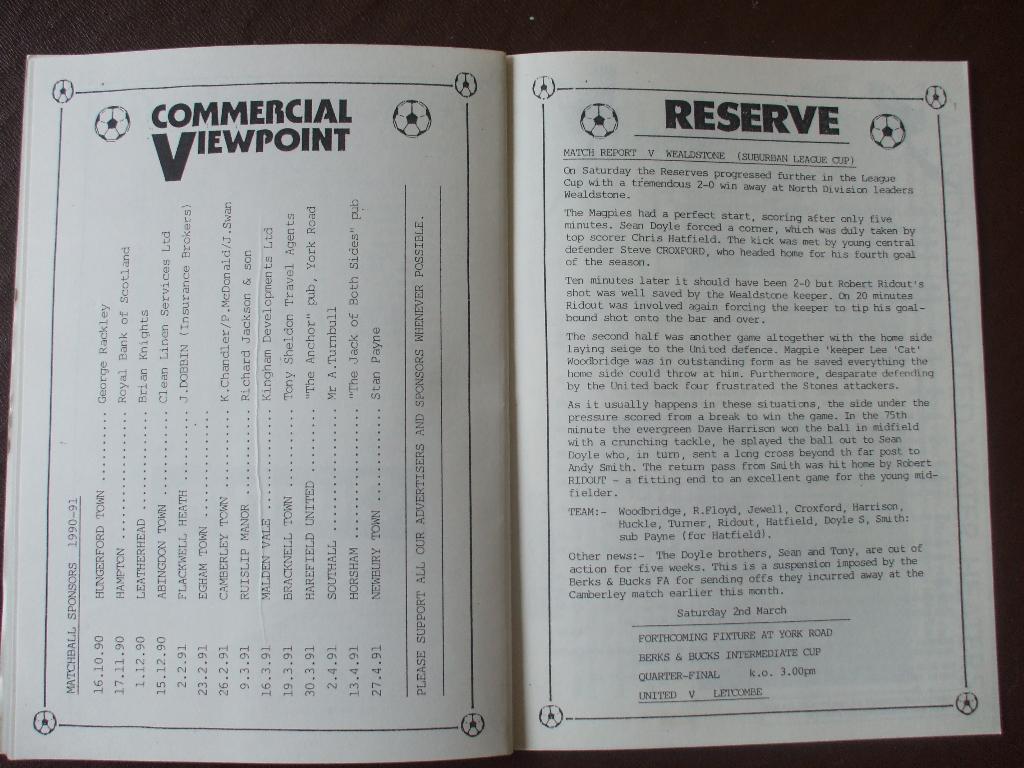 COMMERCIAL
VIEWPOINT
MATCHBALL SPONSORS 1990-91
16.10.90 HUNGERFORD TOWN .......... George Rackley
17.11.90 HAMPTON .................. Royal Bank of Scotland
1.12.90 LEATHERHEAD .............. Brian Knights
15.12.90 ABINGDON TOWN ............ Clean Linen Services Ltd
2.2.91 FLACKWELL HEATH .......... J.DOBBIN (Insurance Brokers)
23.2.91 EGHAM TOWN ...............
26.2.91 CAMBERLEY TOWN ........... K.Chandler/P.McDonald/J.Swan
9.3.91 RUISLIP MANOR ............ Richard Jackson & son
16.3.91 MALDEN VALE .............. Kingham Developments Ltd
19.3.91 BRACKNELL TOWN ........... Tony Sheldon Travel Agents
30.3.91 HAREFIELD UNITED ......... "The Anchor" pub, York Road
2.4.91 SOUTHALL ................. Mr A.Turnbull
13.4.91 HORSHAM .................. "The Jack of Both Sides" pub
27.4.91 NEWBURY TOWN ............. Stan Payne
PLEASE SUPPORT ALL OUR ADVERTISERS AND SPONSORS WHENEVER POSSIBLE.
RESERVE
MATCH REPORT V WEALDSTONE (SUBURBAN LEAGUE CUP)
On Saturday the Reserves progressed further in the League
Cup with a tremendous 2-0 win away at North Division leaders
Wealdstone.
The Magpies had a perfect start, scoring after only five
minutes. Sean Doyle forced a corner, which was duly taken by
top scorer Chris Hatfield. The kick was met by young central
defender Steve CROXFORD, who headed home for his fourth goal
of the season.
Ten minutes later it should have been 2-0 but Robert Ridout's
shot was well saved by the Wealdstone keeper. On 20 minutes
Ridout was involved again forcing the keeper to tip his goal-
bound shot onto the bar and over.
The second half was another game altogether with the home side
laying seige to the United defence. Magpie 'keeper Lee 'Cat'
Woodbridge was in outstanding form as he saved everything the
home side could throw at him. Furthermore, desparate defending
by the United back four frustrated the Stones attackers.
As it usually happens in these situations, the side under the
pressure scored from a break to win the game. In the 75th
minute the evergreen Dave Harrison won the ball in midfield
with a crunching tackle, he splayed the ball out to Sean
Doyle who, in turn, sent a long cross beyond th far post to
Andy Smith. The return pass from Smith was hit home by Robert
RIDOUT - a fitting end to an excellent game for the young mid-
fielder.
TEAM:- Woodbridge, R.Floyd, Jewell, Croxford, Harrison,
Huckle, Turner, Ridout, Hatfield, Doyle S, Smith:
sub Payne (for Hatfield).
Other news:- The Doyle brothers, Sean and Tony, are out of
action for five weeks. This is a suspension imposed by the
Berks & Bucks FA for sending offs they incurred away at the
Camberley match earlier this month.
Saturday 2nd March
FORTHCOMING FIXTURE AT YORK ROAD
BERKS & BUCKS INTERMEDIATE CUP
QUARTER-FINAL k.o. 3.00pm
UNITED V LETCOMBE